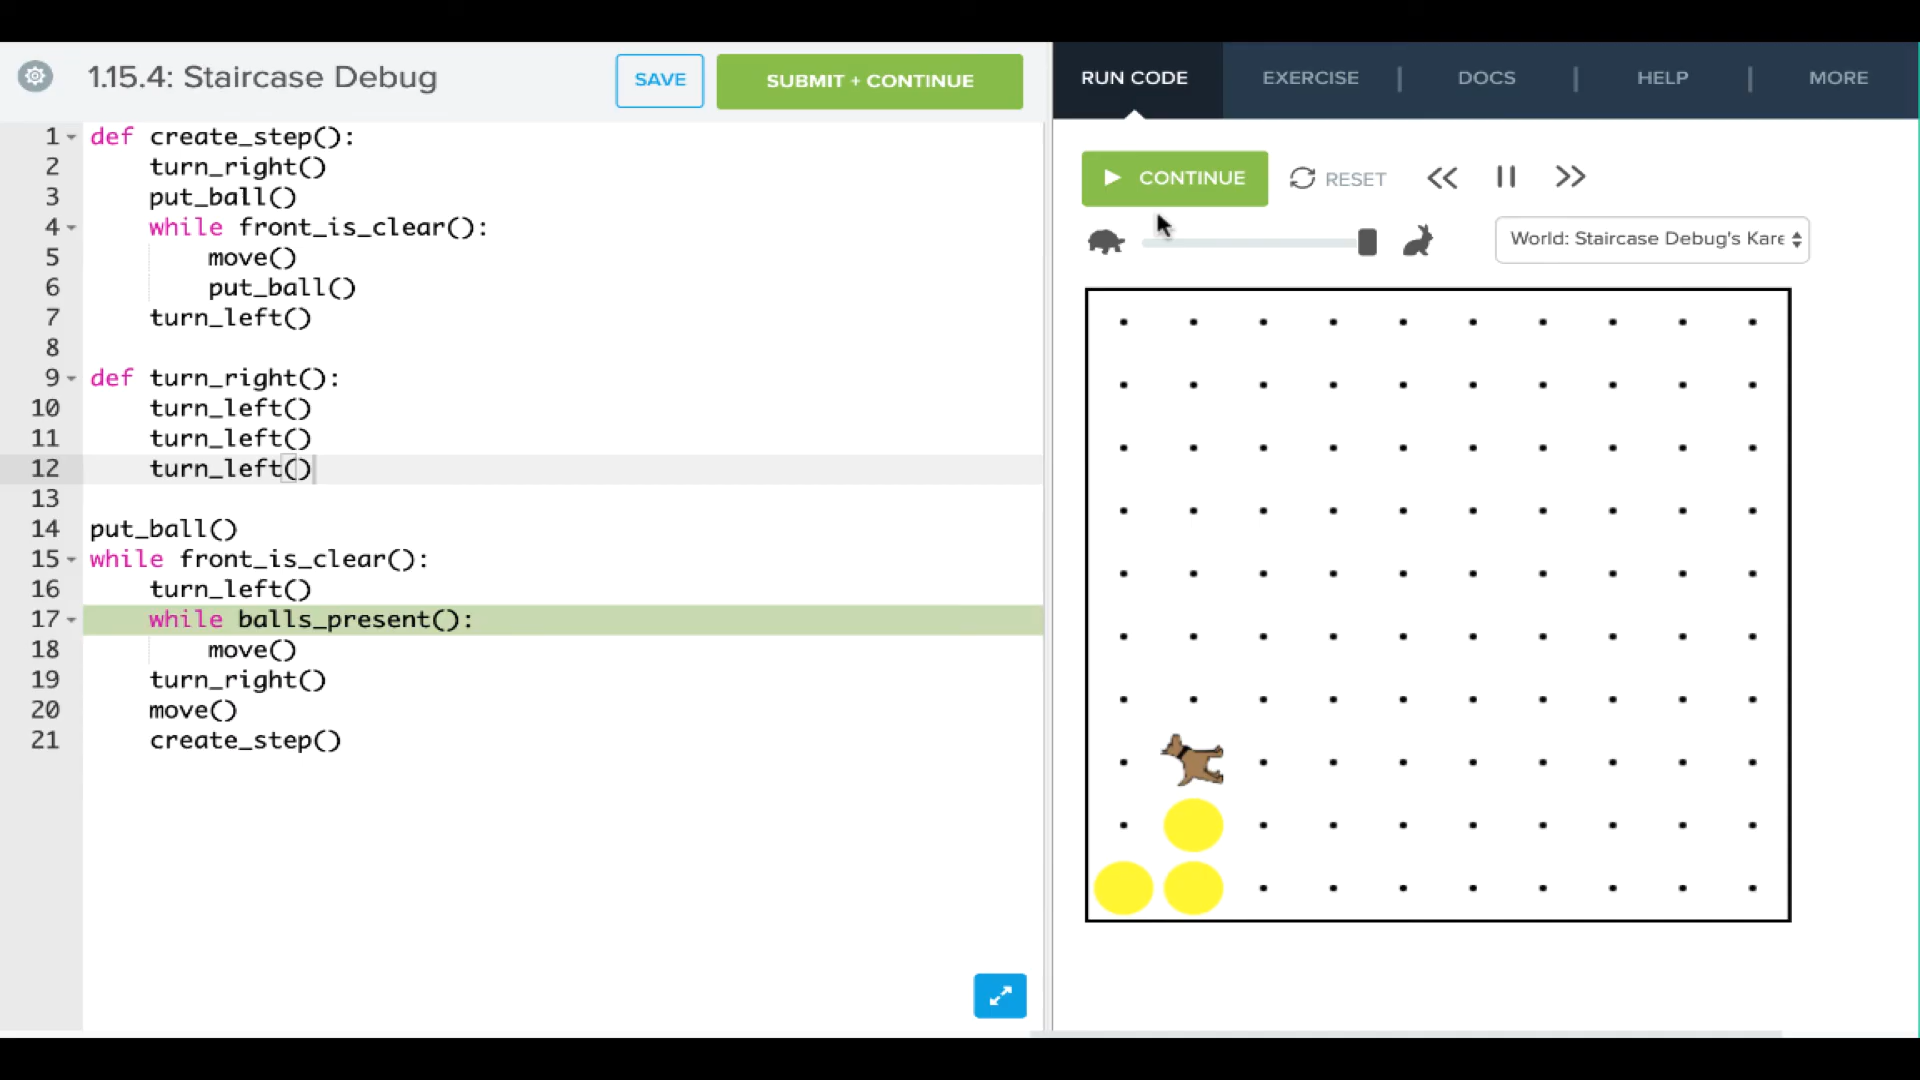 1.15.4: Staircase Debug
SAVE
SUBMIT + CONTINUE
RUN CODE
EXERCISE
DOCS
HELP
MORE
1 def create_step():
2 turn_right()
3 put_ball()
4 while front_is_clear():
5 move()
6 put_ball()
7 turn_left()
8
9 def turn_right():
10 turn_left()
11 turn_left()
12 turn_left()
13
14 put_ball()
15 while front_is_clear():
16 turn_left()
17 while balls_present():
18 move()
19 turn_right()
20 move()
21 create_step()
CONTINUE
RESET
World: Staircase Debug's Kare